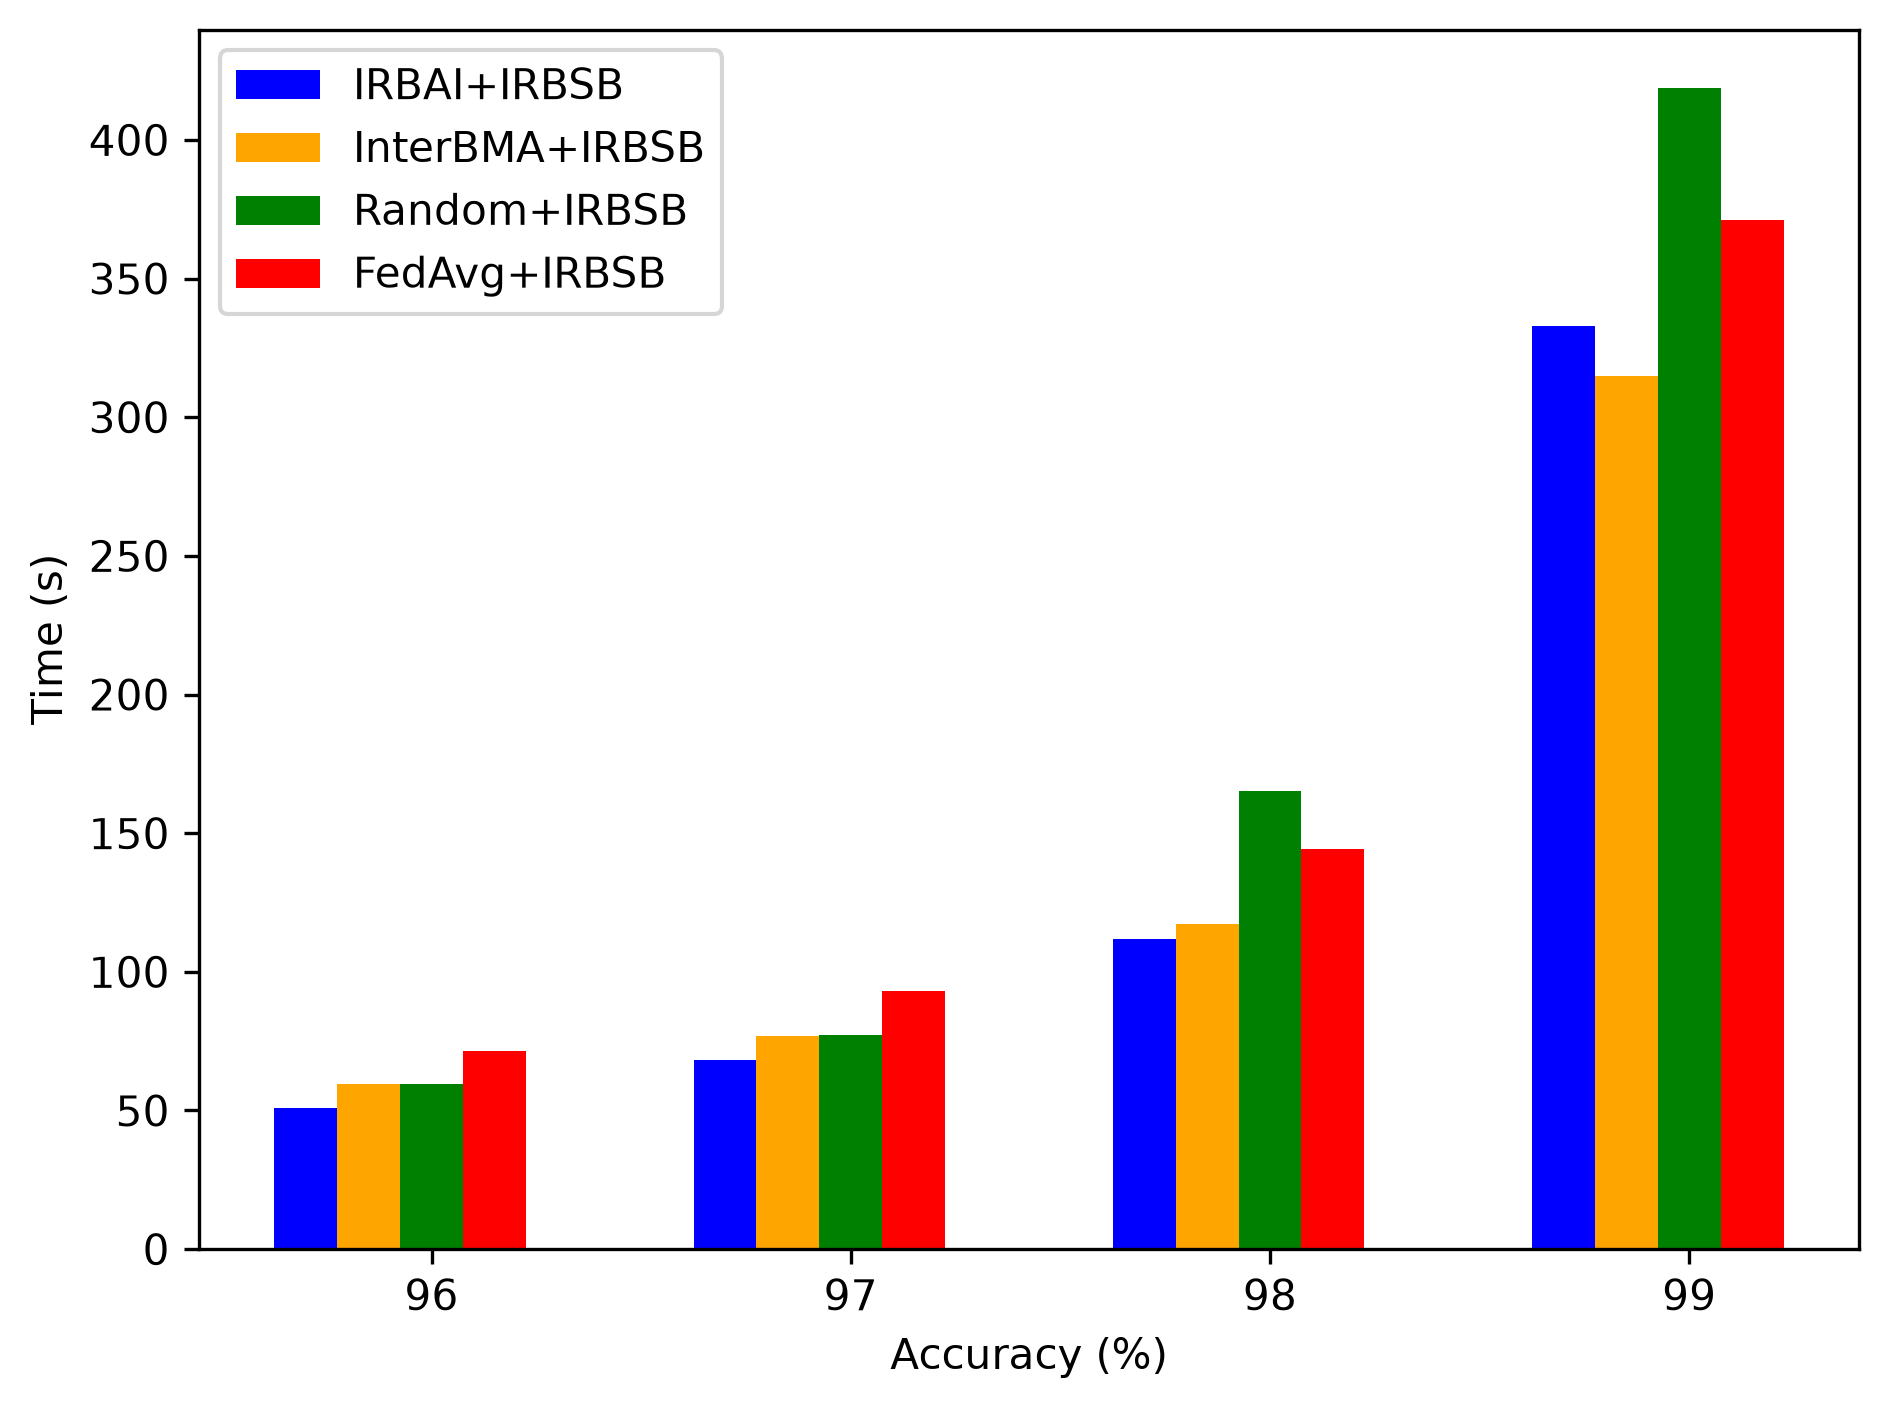 IRBAI+IRBSB
InterBMA+IRBSB
Random+IRBSB
FedAvg+IRBSB
400
350
300
250
200
150
100
50
0
Time (s)
96 97 98 99
Accuracy (%)